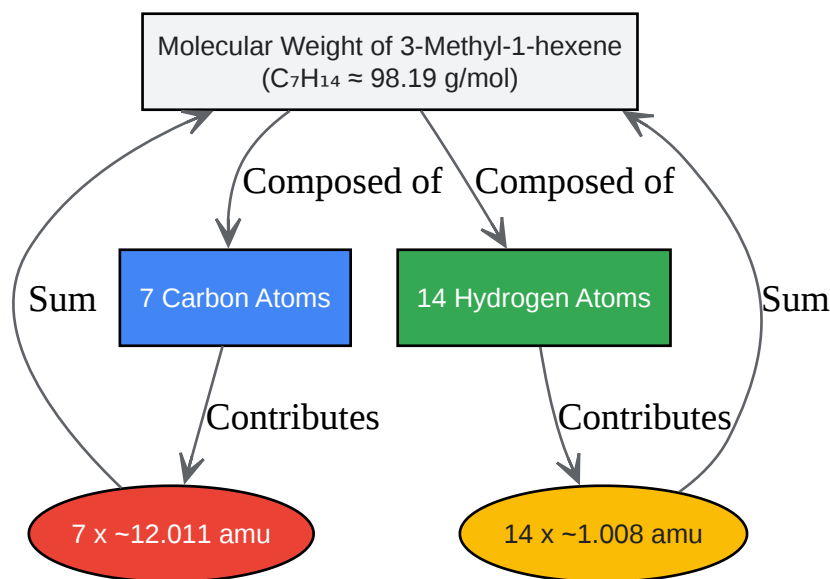 Molecular Weight of 3-Methyl-1-hexene
(C₇H₁₄ ≈ 98.19 g/mol)
Composed of
Composed of
7 Carbon Atoms
14 Hydrogen Atoms
Sum
Sum
Contributes
Contributes
7 x ~12.011 amu
14 x ~1.008 amu